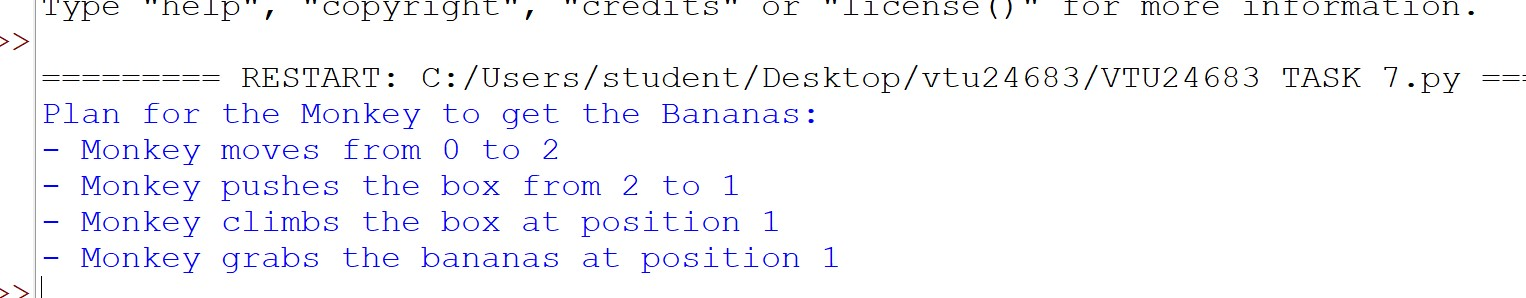 Type "help", "copyright", "credits" or "license()" for more information.
>>
========= RESTART: C:/Users/student/Desktop/vtu24683/VTU24683 TASK 7.py ===
Plan for the Monkey to get the Bananas:
- Monkey moves from 0 to 2
- Monkey pushes the box from 2 to 1
- Monkey climbs the box at position 1
- Monkey grabs the bananas at position 1
>>